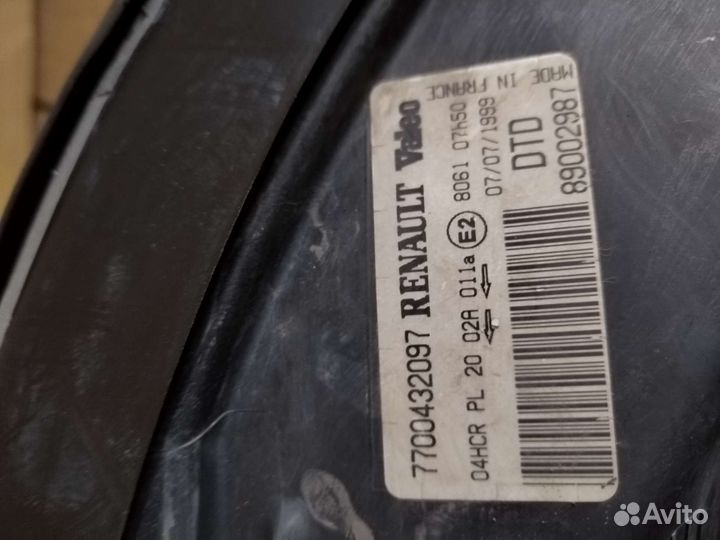 7700432097 RENAULT Valeo
MADE IN FRANCE
04HCR PL 20 02A 011a E2 8061 07h50
07/07/1999
DTD
89002987
Avito